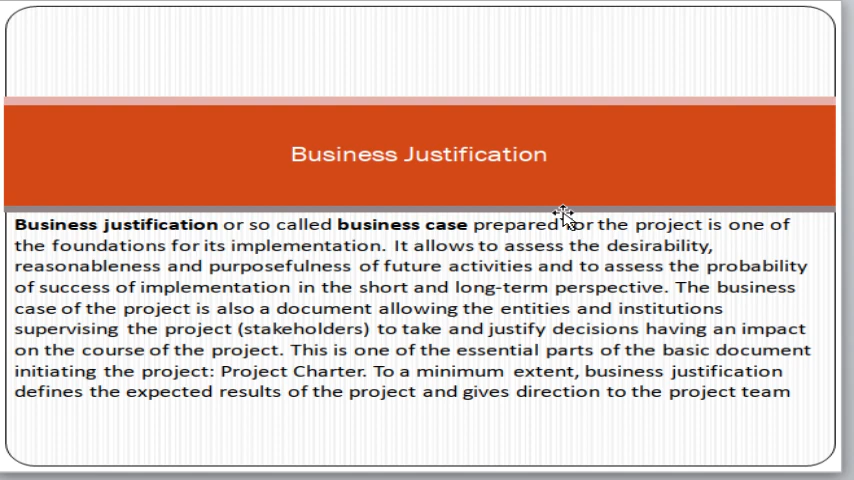 Business Justification
Business justification or so called business case prepared for the project is one of
the foundations for its implementation. It allows to assess the desirability,
reasonableness and purposefulness of future activities and to assess the probability
of success of implementation in the short and long-term perspective. The business
case of the project is also a document allowing the entities and institutions
supervising the project (stakeholders) to take and justify decisions having an impact
on the course of the project. This is one of the essential parts of the basic document
initiating the project: Project Charter. To a minimum extent, business justification
defines the expected results of the project and gives direction to the project team